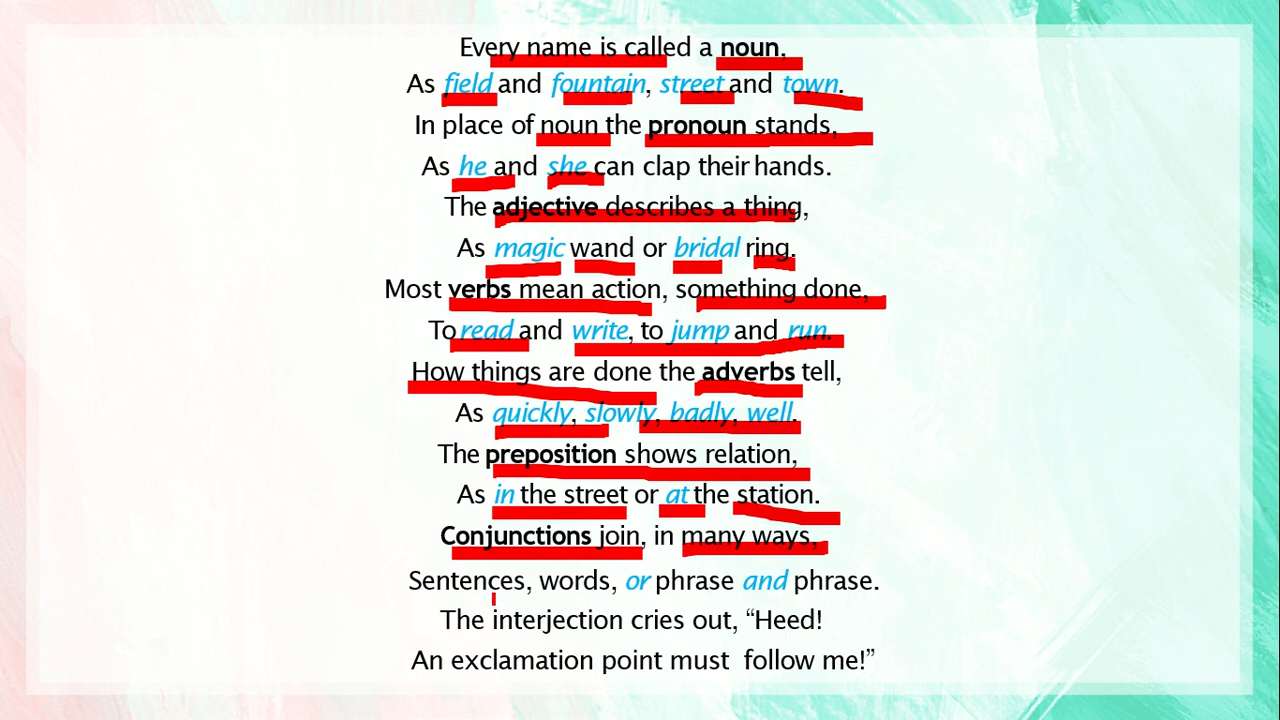 Every name is called a noun,
As field and fountain, street and town.
In place of noun the pronoun stands,
As he and she can clap their hands.
The adjective describes a thing,
As magic wand or bridal ring.
Most verbs mean action, something done,
To read and write, to jump and run.
How things are done the adverbs tell,
As quickly, slowly, badly, well.
The preposition shows relation,
As in the street or at the station.
Conjunctions join, in many ways,
Sentences, words, or phrase and phrase.
The interjection cries out, “Heed!
An exclamation point must follow me!”